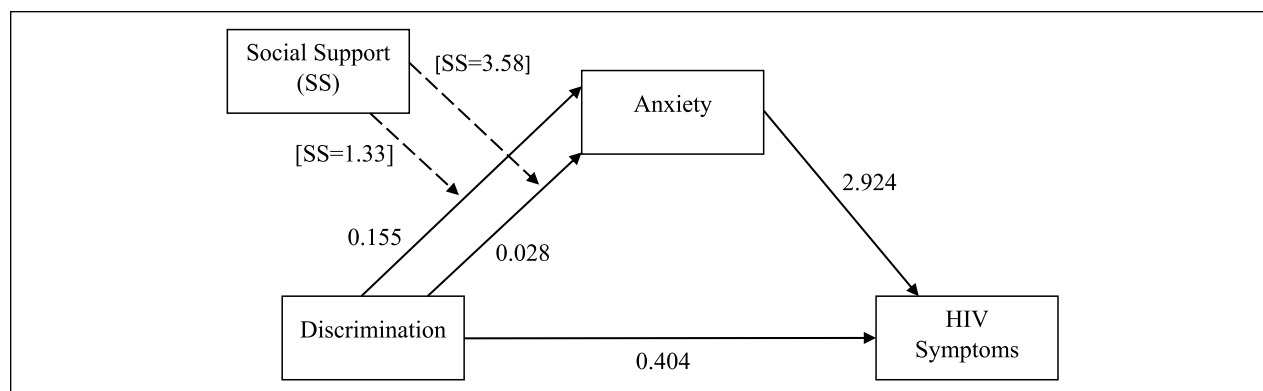 Social Support
(SS)
[SS=3.58]
Anxiety
[SS=1.33]
2.924
0.155
0.028
Discrimination
HIV
Symptoms
0.404